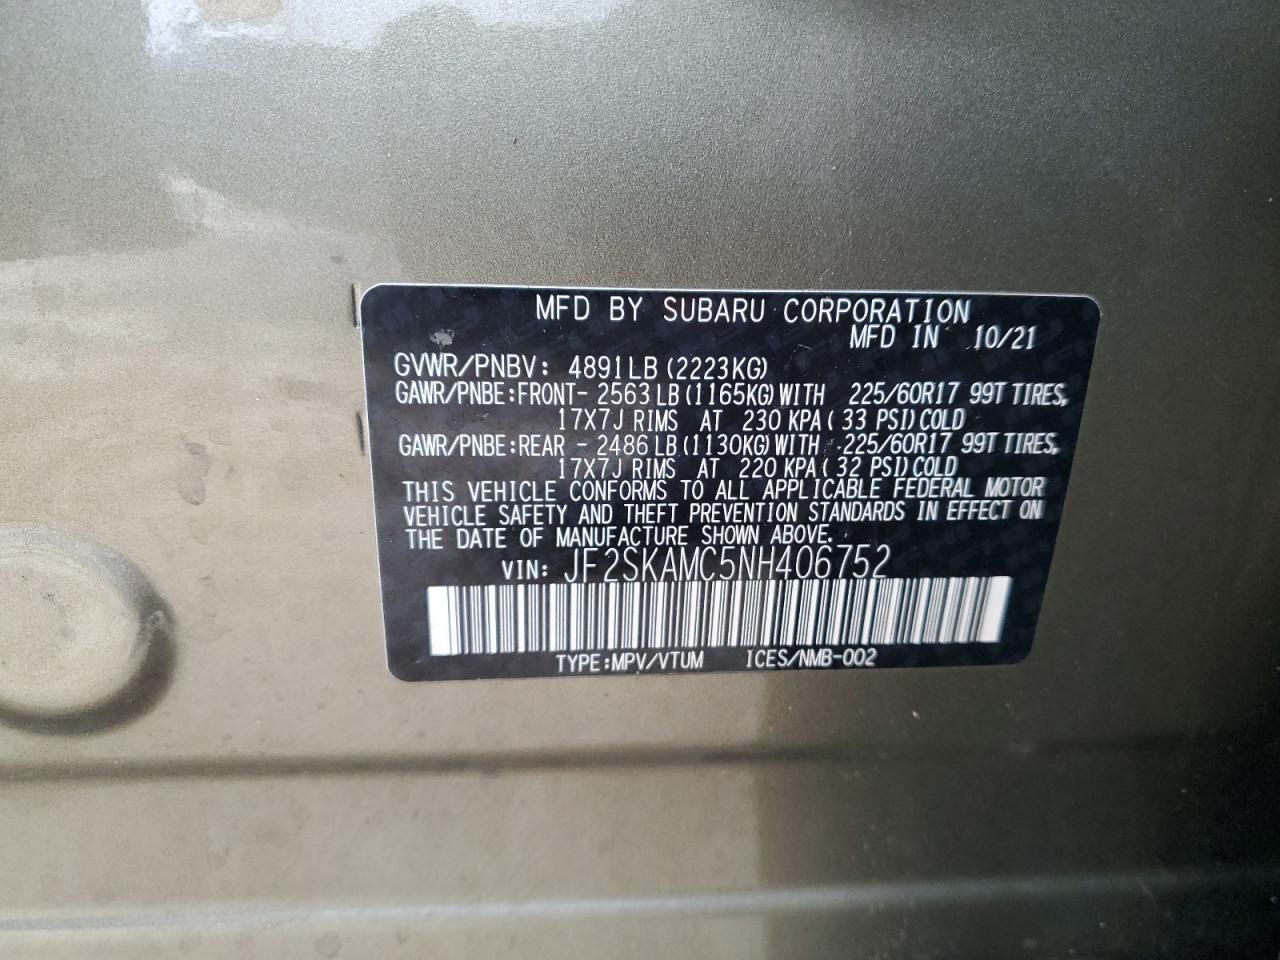 MFD BY SUBARU CORPORATION
MFD IN 10/21
GVWR/PNBV: 4891LB (2223KG)
GAWR/PNBE:FRONT- 2563 LB (1165KG) WITH 225/60R17 99T TIRES,
17X7J RIMS AT 230 KPA ( 33 PSI) COLD
GAWR/PNBE:REAR - 2486 LB (1130KG) WITH 225/60R17 99T TIRES,
17X7J RIMS AT 220 KPA ( 32 PSI) COLD
THIS VEHICLE CONFORMS TO ALL APPLICABLE FEDERAL MOTOR
VEHICLE SAFETY AND THEFT PREVENTION STANDARDS IN EFFECT ON
THE DATE OF MANUFACTURE SHOWN ABOVE.
VIN: JF2SKAMC5NH406752
TYPE:MPV/VTUM ICES/NMB-002